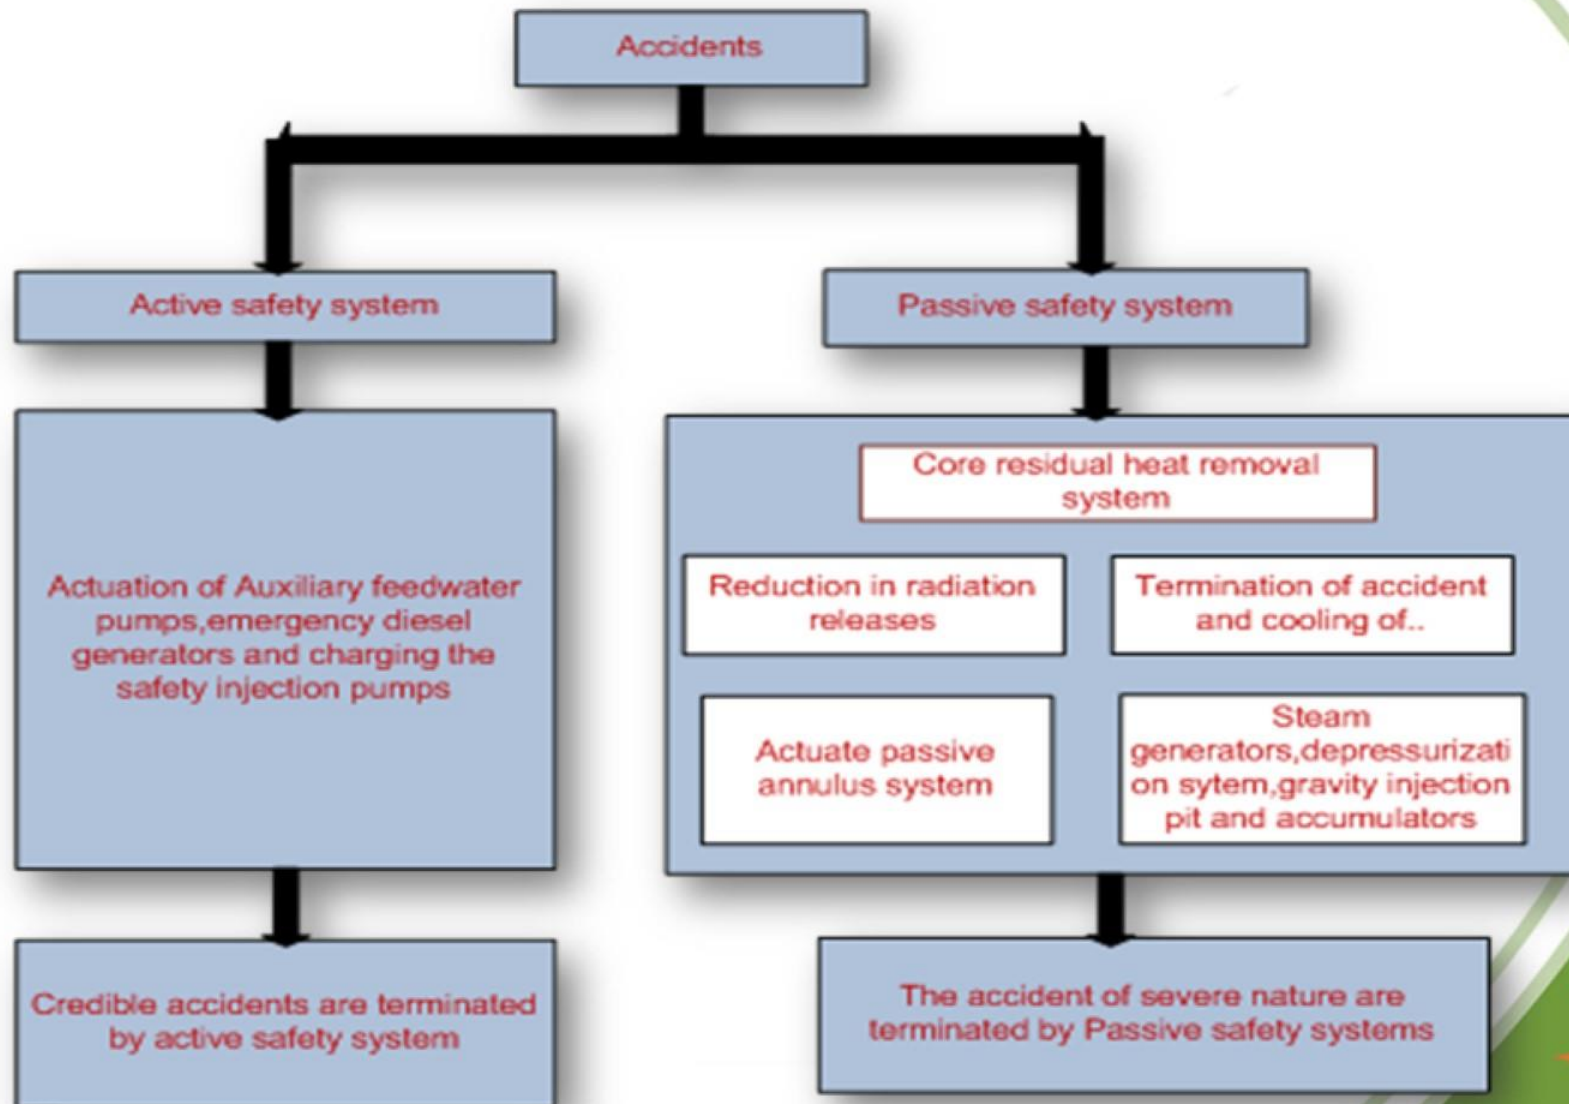 Accidents
Active safety system
Passive safety system
Actuation of Auxiliary feedwater
pumps,emergency diesel
generators and charging the
safety injection pumps
Core residual heat removal
system
Reduction in radiation
releases
Termination of accident
and cooling of..
Actuate passive
annulus system
Steam
generators,depressurizati
on sytem,gravity injection
pit and accumulators
Credible accidents are terminated
by active safety system
The accident of severe nature are
terminated by Passive safety systems